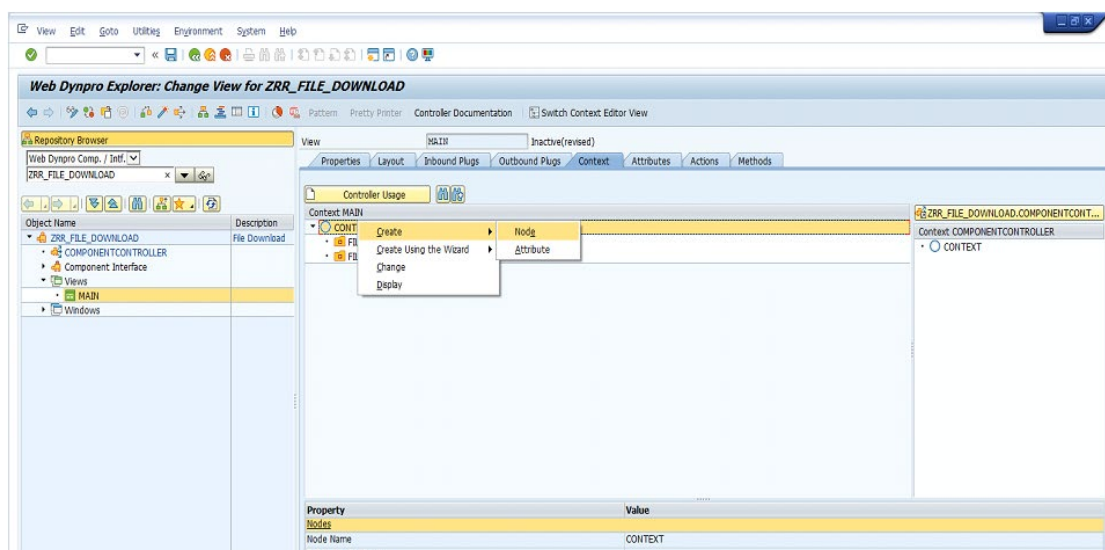 View Edit Goto Utilities Environment System Help
Web Dynpro Explorer: Change View for ZRR_FILE_DOWNLOAD
Pattern Pretty Printer Controller Documentation Switch Context Editor View
Repository Browser
Web Dynpro Comp. / Intf.
ZRR_FILE_DOWNLOAD
Object Name Description
ZRR_FILE_DOWNLOAD File Download
COMPONENTCONTROLLER
Component Interface
Views
MAIN
Windows
View MAIN Inactive(revised)
Properties Layout Inbound Plugs Outbound Plugs Context Attributes Actions Methods
Controller Usage
Context MAIN
CONT
Create
Create Using the Wizard
Change
Display
Node
Attribute
ZRR_FILE_DOWNLOAD.COMPONENTCONT...
Context COMPONENTCONTROLLER
CONTEXT
Property Value
Nodes
Node Name CONTEXT